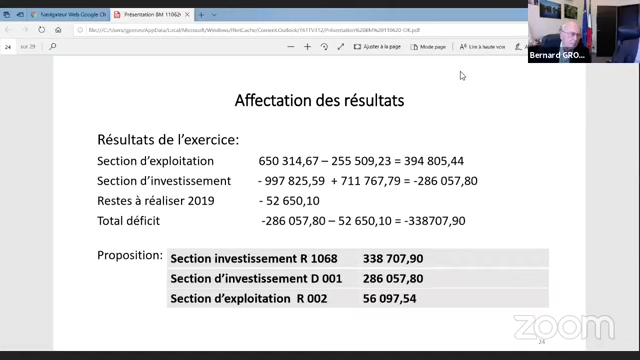 Navigateur Web Google Ch
Présentation BM 11062
24 sur 29
Ajuster à la page
Mode page
Lire à haute voix
Bernard GRO...
Affectation des résultats
Résultats de l'exercice:
Section d'exploitation 650 314,67 – 255 509,23 = 394 805,44
Section d'investissement - 997 825,59 + 711 767,79 = -286 057,80
Restes à réaliser 2019 - 52 650,10
Total déficit -286 057,80 – 52 650,10 = -338707,90
Proposition:
Section investissement R 1068 338 707,90
Section d'investissement D 001 286 057,80
Section d'exploitation R 002 56 097,54
zoom
24